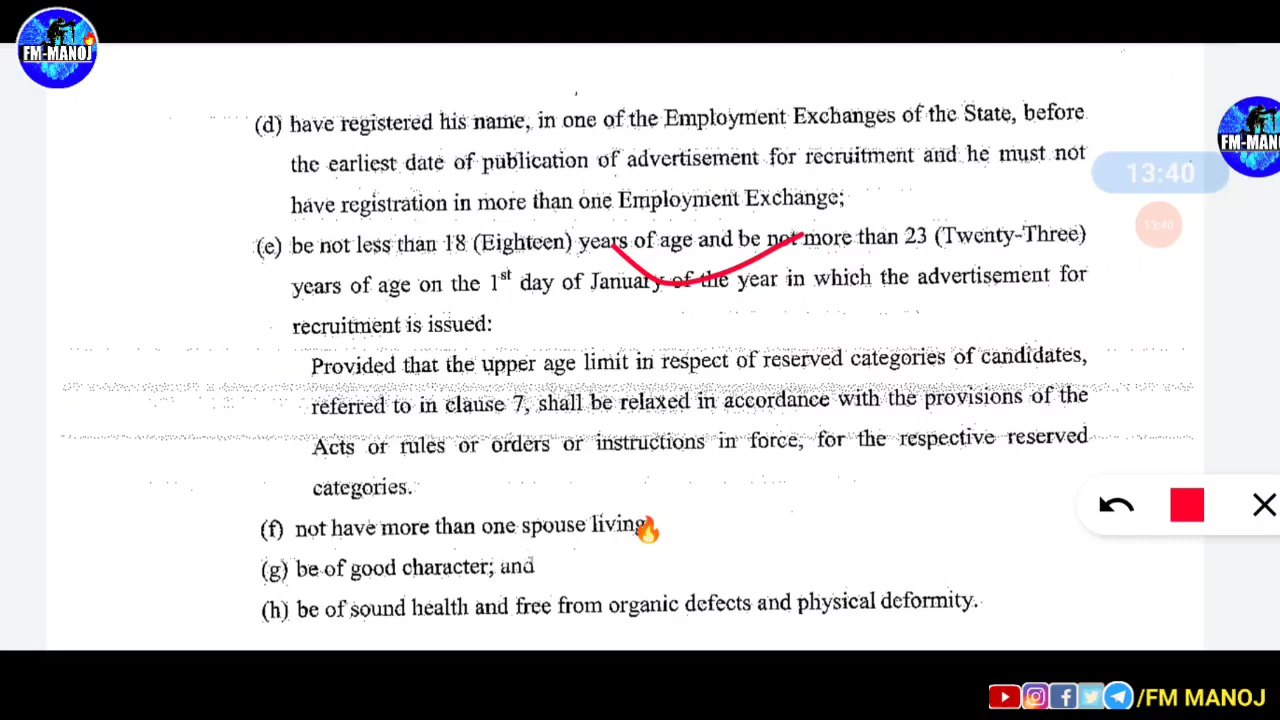 FM-MANOJ
(d) have registered his name, in one of the Employment Exchanges of the State, before
the earliest date of publication of advertisement for recruitment and he must not
have registration in more than one Employment Exchange;
(e) be not less than 18 (Eighteen) years of age and be not more than 23 (Twenty-Three)
years of age on the 1st day of January of the year in which the advertisement for
recruitment is issued:
Provided that the upper age limit in respect of reserved categories of candidates,
referred to in clause 7, shall be relaxed in accordance with the provisions of the
Acts or rules or orders or instructions in force, for the respective reserved
categories.
(f) not have more than one spouse living
(g) be of good character; and
(h) be of sound health and free from organic defects and physical deformity.
FM-MAN
13:40
13:40
/FM MANOJ